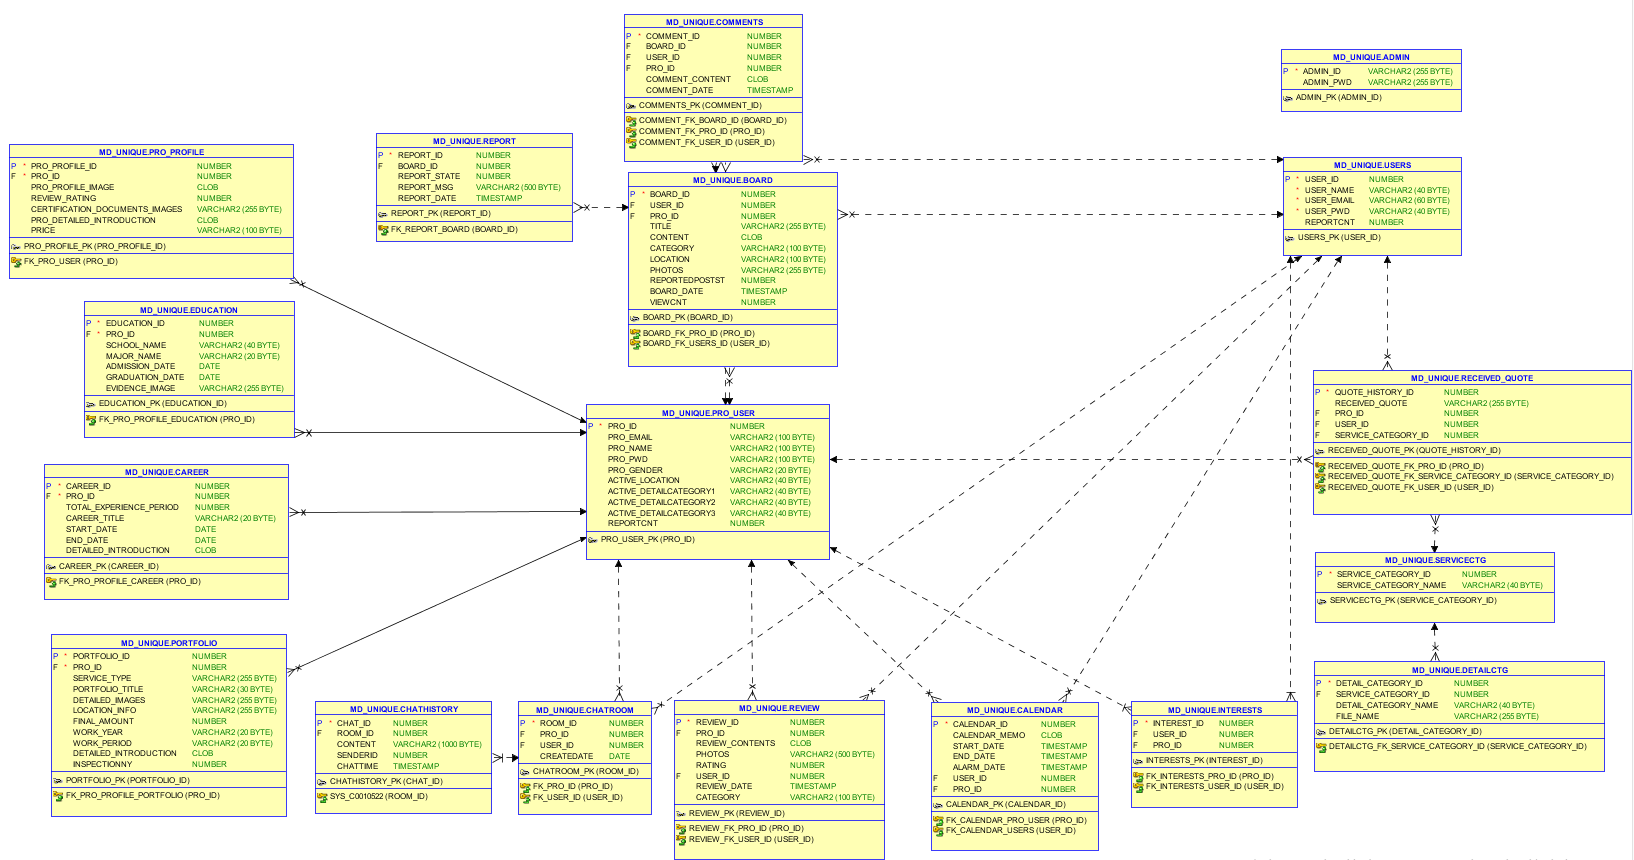 MD_UNIQUE.COMMENTS
P * COMMENT_ID NUMBER
F BOARD_ID NUMBER
F USER_ID NUMBER
F PRO_ID NUMBER
COMMENT_CONTENT CLOB
COMMENT_DATE TIMESTAMP
COMMENTS_PK (COMMENT_ID)
COMMENT_FK_BOARD_ID (BOARD_ID)
COMMENT_FK_PRO_ID (PRO_ID)
COMMENT_FK_USER_ID (USER_ID)
MD_UNIQUE.ADMIN
P * ADMIN_ID VARCHAR2 (255 BYTE)
ADMIN_PWD VARCHAR2 (255 BYTE)
ADMIN_PK (ADMIN_ID)
MD_UNIQUE.PRO_PROFILE
P * PRO_PROFILE_ID NUMBER
F * PRO_ID NUMBER
PRO_PROFILE_IMAGE CLOB
REVIEW_RATING NUMBER
CERTIFICATION_DOCUMENTS_IMAGES VARCHAR2 (255 BYTE)
PRO_DETAILED_INTRODUCTION CLOB
PRICE VARCHAR2 (100 BYTE)
PRO_PROFILE_PK (PRO_PROFILE_ID)
FK_PRO_USER (PRO_ID)
MD_UNIQUE.REPORT
P * REPORT_ID NUMBER
F BOARD_ID NUMBER
REPORT_STATE NUMBER
REPORT_MSG VARCHAR2 (500 BYTE)
REPORT_DATE TIMESTAMP
REPORT_PK (REPORT_ID)
FK_REPORT_BOARD (BOARD_ID)
MD_UNIQUE.BOARD
P * BOARD_ID NUMBER
F USER_ID NUMBER
F PRO_ID NUMBER
TITLE VARCHAR2 (255 BYTE)
CONTENT CLOB
CATEGORY VARCHAR2 (100 BYTE)
LOCATION VARCHAR2 (100 BYTE)
PHOTOS VARCHAR2 (255 BYTE)
REPORTEDPOSTST NUMBER
BOARD_DATE TIMESTAMP
VIEWCNT NUMBER
BOARD_PK (BOARD_ID)
BOARD_FK_PRO_ID (PRO_ID)
BOARD_FK_USERS_ID (USER_ID)
MD_UNIQUE.USERS
P * USER_ID NUMBER
* USER_NAME VARCHAR2 (40 BYTE)
* USER_EMAIL VARCHAR2 (60 BYTE)
* USER_PWD VARCHAR2 (40 BYTE)
REPORTCNT NUMBER
USERS_PK (USER_ID)
MD_UNIQUE.EDUCATION
P * EDUCATION_ID NUMBER
F * PRO_ID NUMBER
SCHOOL_NAME VARCHAR2 (40 BYTE)
MAJOR_NAME VARCHAR2 (20 BYTE)
ADMISSION_DATE DATE
GRADUATION_DATE DATE
EVIDENCE_IMAGE VARCHAR2 (255 BYTE)
EDUCATION_PK (EDUCATION_ID)
FK_PRO_PROFILE_EDUCATION (PRO_ID)
MD_UNIQUE.PRO_USER
P * PRO_ID NUMBER
PRO_EMAIL VARCHAR2 (100 BYTE)
PRO_NAME VARCHAR2 (100 BYTE)
PRO_PWD VARCHAR2 (100 BYTE)
PRO_GENDER VARCHAR2 (20 BYTE)
ACTIVE_LOCATION VARCHAR2 (40 BYTE)
ACTIVE_DETAILCATEGORY1 VARCHAR2 (40 BYTE)
ACTIVE_DETAILCATEGORY2 VARCHAR2 (40 BYTE)
ACTIVE_DETAILCATEGORY3 VARCHAR2 (40 BYTE)
REPORTCNT NUMBER
PRO_USER_PK (PRO_ID)
MD_UNIQUE.RECEIVED_QUOTE
P * QUOTE_HISTORY_ID NUMBER
RECEIVED_QUOTE VARCHAR2 (255 BYTE)
F PRO_ID NUMBER
F USER_ID NUMBER
F SERVICE_CATEGORY_ID NUMBER
RECEIVED_QUOTE_PK (QUOTE_HISTORY_ID)
RECEIVED_QUOTE_FK_PRO_ID (PRO_ID)
RECEIVED_QUOTE_FK_SERVICE_CATEGORY_ID (SERVICE_CATEGORY_ID)
RECEIVED_QUOTE_FK_USER_ID (USER_ID)
MD_UNIQUE.CAREER
P * CAREER_ID NUMBER
F * PRO_ID NUMBER
TOTAL_EXPERIENCE_PERIOD NUMBER
CAREER_TITLE VARCHAR2 (20 BYTE)
START_DATE DATE
END_DATE DATE
DETAILED_INTRODUCTION CLOB
CAREER_PK (CAREER_ID)
FK_PRO_PROFILE_CAREER (PRO_ID)
MD_UNIQUE.SERVICECTG
P * SERVICE_CATEGORY_ID NUMBER
SERVICE_CATEGORY_NAME VARCHAR2 (40 BYTE)
SERVICECTG_PK (SERVICE_CATEGORY_ID)
MD_UNIQUE.PORTFOLIO
P * PORTFOLIO_ID NUMBER
F * PRO_ID NUMBER
SERVICE_TYPE VARCHAR2 (255 BYTE)
PORTFOLIO_TITLE VARCHAR2 (30 BYTE)
DETAILED_IMAGES VARCHAR2 (255 BYTE)
LOCATION_INFO VARCHAR2 (255 BYTE)
FINAL_AMOUNT NUMBER
WORK_YEAR VARCHAR2 (20 BYTE)
WORK_PERIOD VARCHAR2 (20 BYTE)
DETAILED_INTRODUCTION CLOB
INSPECTIONNY NUMBER
PORTFOLIO_PK (PORTFOLIO_ID)
FK_PRO_PROFILE_PORTFOLIO (PRO_ID)
MD_UNIQUE.CHATHISTORY
P * CHAT_ID NUMBER
F ROOM_ID NUMBER
CONTENT VARCHAR2 (1000 BYTE)
SENDERID NUMBER
CHATTIME TIMESTAMP
CHATHISTORY_PK (CHAT_ID)
SYS_C0010522 (ROOM_ID)
MD_UNIQUE.CHATROOM
P * ROOM_ID NUMBER
F PRO_ID NUMBER
F USER_ID NUMBER
CREATEDATE DATE
CHATROOM_PK (ROOM_ID)
FK_PRO_ID (PRO_ID)
FK_USER_ID (USER_ID)
MD_UNIQUE.REVIEW
P * REVIEW_ID NUMBER
F PRO_ID NUMBER
REVIEW_CONTENTS CLOB
PHOTOS VARCHAR2 (500 BYTE)
RATING NUMBER
F USER_ID NUMBER
REVIEW_DATE TIMESTAMP
CATEGORY VARCHAR2 (100 BYTE)
REVIEW_PK (REVIEW_ID)
REVIEW_FK_PRO_ID (PRO_ID)
REVIEW_FK_USER_ID (USER_ID)
MD_UNIQUE.CALENDAR
P * CALENDAR_ID NUMBER
CALENDAR_MEMO CLOB
START_DATE TIMESTAMP
END_DATE TIMESTAMP
ALARM_DATE TIMESTAMP
F USER_ID NUMBER
F PRO_ID NUMBER
CALENDAR_PK (CALENDAR_ID)
FK_CALENDAR_PRO_USER (PRO_ID)
FK_CALENDAR_USERS (USER_ID)
MD_UNIQUE.INTERESTS
P * INTEREST_ID NUMBER
F USER_ID NUMBER
F PRO_ID NUMBER
INTERESTS_PK (INTEREST_ID)
FK_INTERESTS_PRO_ID (PRO_ID)
FK_INTERESTS_USER_ID (USER_ID)
MD_UNIQUE.DETAILCTG
P * DETAIL_CATEGORY_ID NUMBER
F SERVICE_CATEGORY_ID NUMBER
DETAIL_CATEGORY_NAME VARCHAR2 (40 BYTE)
FILE_NAME VARCHAR2 (255 BYTE)
DETAILCTG_PK (DETAIL_CATEGORY_ID)
DETAILCTG_FK_SERVICE_CATEGORY_ID (SERVICE_CATEGORY_ID)